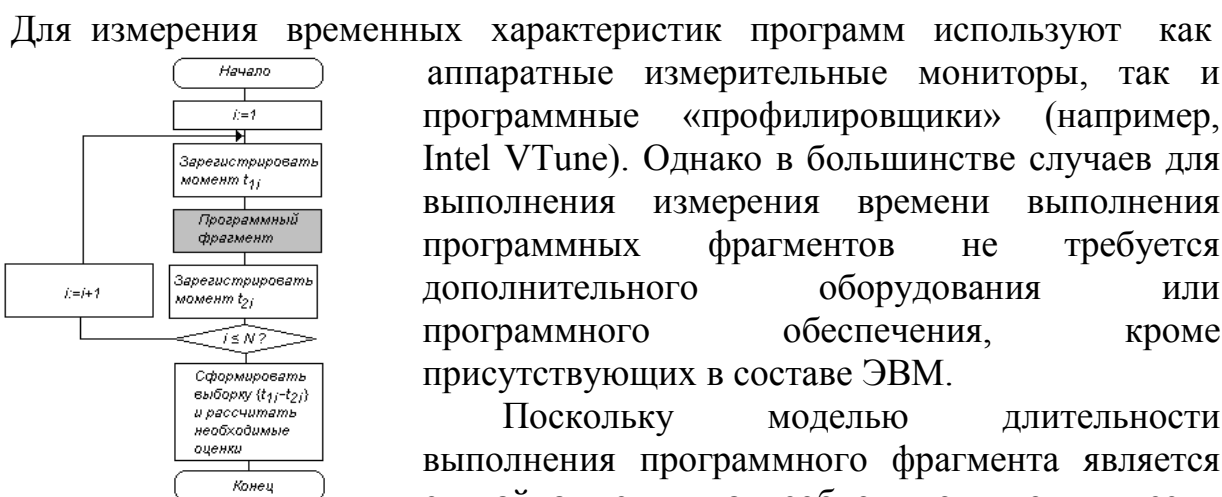 Для измерения временных характеристик программ используют как
аппаратные измерительные мониторы, так и
программные «профилировщики» (например,
Intel VTune). Однако в большинстве случаев для
выполнения измерения времени выполнения
программных фрагментов не требуется
дополнительного оборудования или
программного обеспечения, кроме
присутствующих в составе ЭВМ.
Поскольку моделью длительности
выполнения программного фрагмента является
Начало
i:=1
Зарегистрировать
момент t1i
Программный
фрагмент
Зарегистрировать
момент t2i
i:=i+1
i ≤ N ?
Сформировать
выборку {t1i-t2i}
и рассчитать
необходимые
оценки
Конец